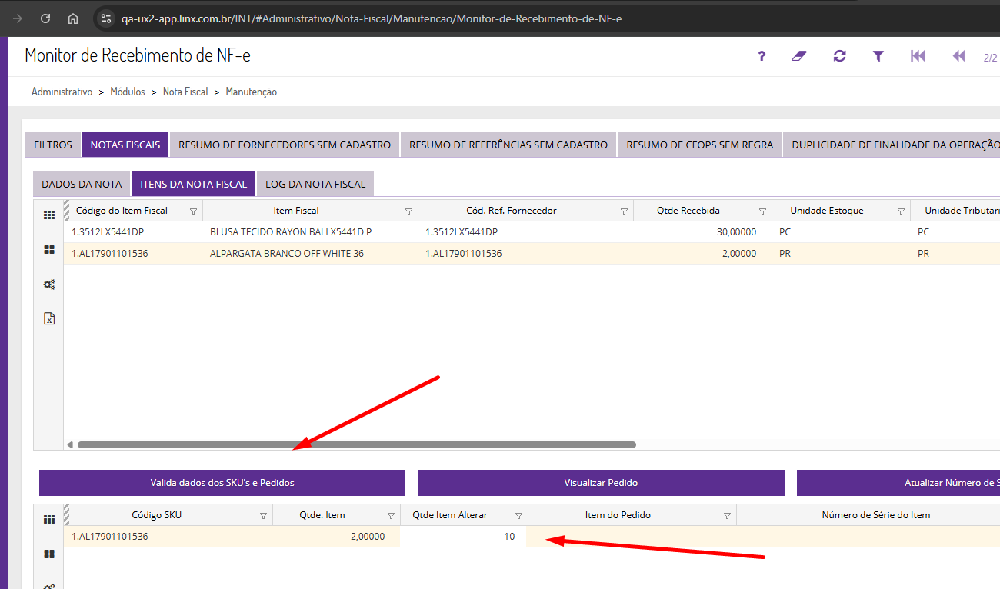 qa-ux2-app.linx.com.br/INT/#Administrativo/Nota-Fiscal/Manutencao/Monitor-de-Recebimento-de-NF-e
Monitor de Recebimento de NF-e
? 2/2
Administrativo > Módulos > Nota Fiscal > Manutenção
FILTROS NOTAS FISCAIS RESUMO DE FORNECEDORES SEM CADASTRO RESUMO DE REFERÊNCIAS SEM CADASTRO RESUMO DE CFOPS SEM REGRA DUPLICIDADE DE FINALIDADE DA OPERAÇÃO
DADOS DA NOTA ITENS DA NOTA FISCAL LOG DA NOTA FISCAL
Código do Item Fiscal Item Fiscal Cód. Ref. Fornecedor Qtde Recebida Unidade Estoque Unidade Tributari
1.3512LX5441DP BLUSA TECIDO RAYON BALI X5441D P 1.3512LX5441DP 30,00000 PC PC
1.AL17901101536 ALPARGATA BRANCO OFF WHITE 36 1.AL17901101536 2,00000 PR PR
Valida dados dos SKU's e Pedidos Visualizar Pedido Atualizar Número de S
Código SKU Qtde. Item Qtde Item Alterar Item do Pedido Número de Série do Item
1.AL17901101536 2,00000 10